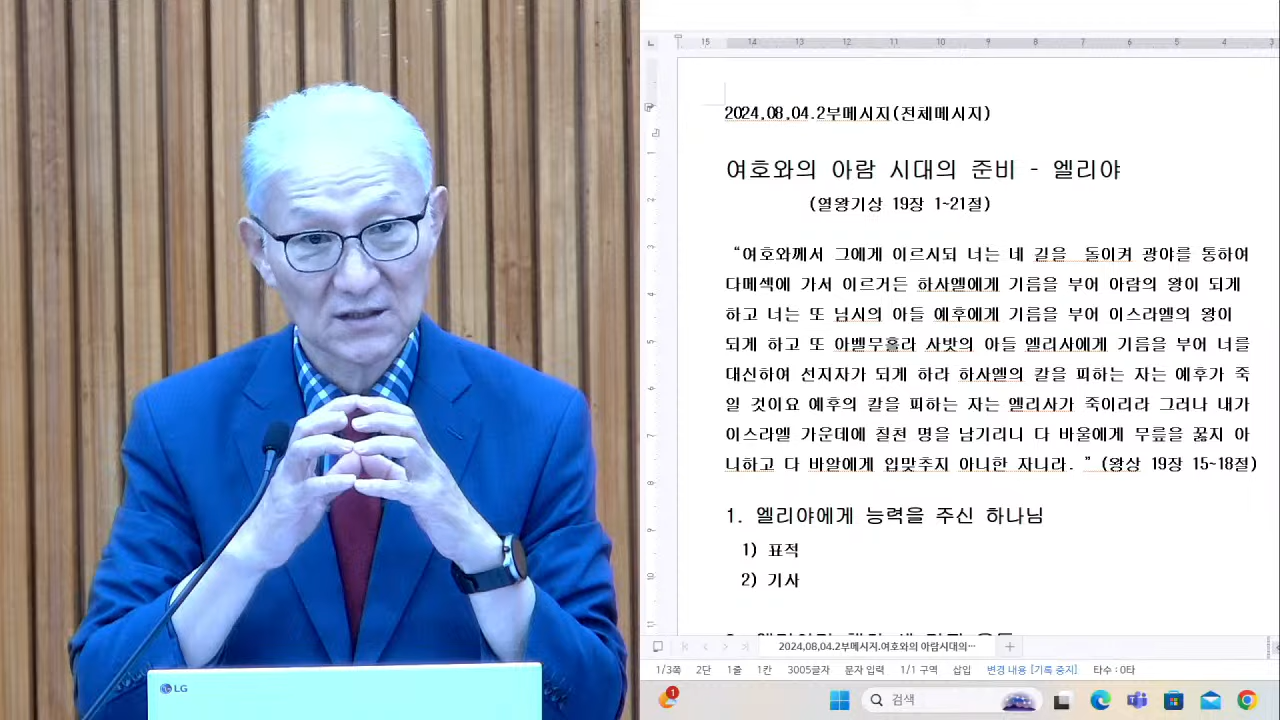 15 14 13 12 11 10 9 8 7 6 5 4 3
2024.08.04.2부메시지(전체메시지)
여호와의 아람 시대의 준비 - 엘리야
(열왕기상 19장 1~21절)
“여호와께서 그에게 이르시되 너는 네 길을 돌이켜 광야를 통하여
다메섹에 가서 이르거든 하사엘에게 기름을 부어 아람의 왕이 되게
하고 너는 또 님시의 아들 예후에게 기름을 부어 이스라엘의 왕이
되게 하고 또 아벨므홀라 사밧의 아들 엘리사에게 기름을 부어 너를
대신하여 선지자가 되게 하라 하사엘의 칼을 피하는 자는 예후가 죽
일 것이요 예후의 칼을 피하는 자는 엘리사가 죽이리라 그러나 내가
이스라엘 가운데에 칠천 명을 남기리니 다 바알에게 무릎을 꿇지 아
니하고 다 바알에게 입맞추지 아니한 자니라. ” (왕상 19장 15~18절)
1. 엘리야에게 능력을 주신 하나님
1) 표적
2) 기사
2024.08.04.2부메시지.여호와의 아람시대의…
1/3쪽 2단 1줄 1칸 3005글자 문자 입력 1/1 구역 삽입 변경 내용 [기록 중지] 타수 : 0타
1 검색
LG